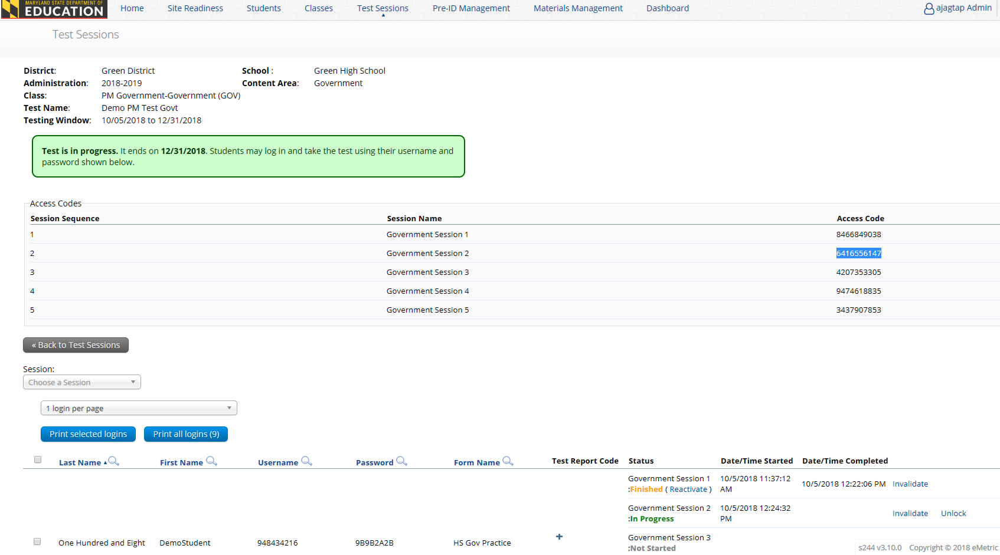 MARYLAND STATE DEPARTMENT OF
EDUCATION
Home Site Readiness Students Classes Test Sessions Pre-ID Management Materials Management Dashboard ajagtap Admin
Test Sessions
District: Green District School : Green High School
Administration: 2018-2019 Content Area: Government
Class: PM Government-Government (GOV)
Test Name: Demo PM Test Govt
Testing Window: 10/05/2018 to 12/31/2018
Test is in progress. It ends on 12/31/2018. Students may log in and take the test using their username and
password shown below.
Access Codes
Session Sequence Session Name Access Code
1 Government Session 1 8466849038
2 Government Session 2 6416556147
3 Government Session 3 4207353305
4 Government Session 4 9474618835
5 Government Session 5 3437907853
« Back to Test Sessions
Session:
Choose a Session
1 login per page
Print selected logins Print all logins (9)
Last Name First Name Username Password Form Name Test Report Code Status Date/Time Started Date/Time Completed
Government Session 1 10/5/2018 11:37:12
:Finished ( Reactivate ) AM 10/5/2018 12:22:06 PM Invalidate
Government Session 2 10/5/2018 12:24:32
:In Progress PM Invalidate Unlock
One Hundred and Eight DemoStudent 948434216 9B9B2A2B HS Gov Practice + Government Session 3
:Not Started
s244 v3.10.0 Copyright © 2018 eMetric